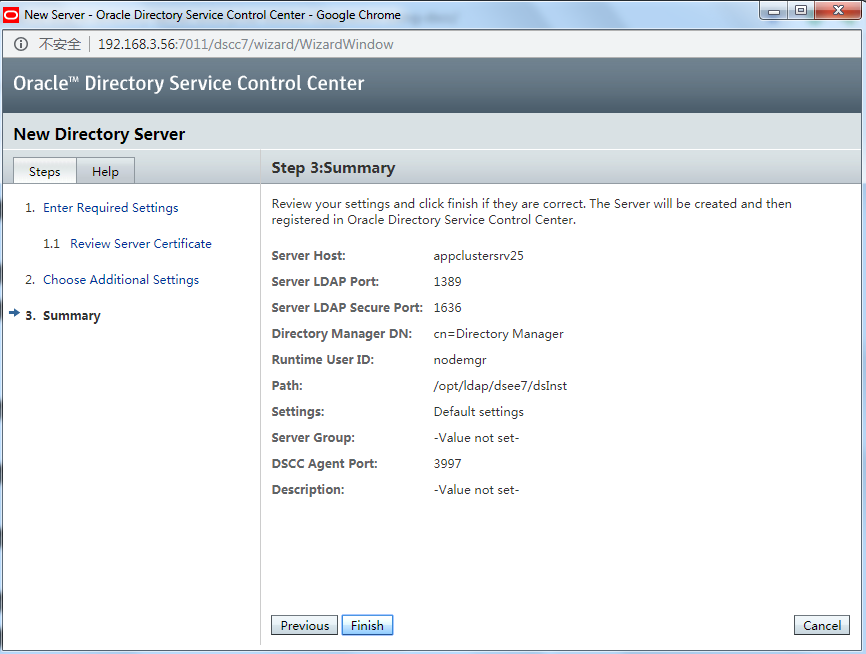 New Server - Oracle Directory Service Control Center - Google Chrome
不安全 192.168.3.56:7011/dscc7/wizard/WizardWindow
Oracle™ Directory Service Control Center
New Directory Server
Steps Help
1. Enter Required Settings
1.1 Review Server Certificate
2. Choose Additional Settings
3. Summary
Step 3:Summary
Review your settings and click finish if they are correct. The Server will be created and then
registered in Oracle Directory Service Control Center.
Server Host: appclustersrv25
Server LDAP Port: 1389
Server LDAP Secure Port: 1636
Directory Manager DN: cn=Directory Manager
Runtime User ID: nodemgr
Path: /opt/ldap/dsee7/dsInst
Settings: Default settings
Server Group: -Value not set-
DSCC Agent Port: 3997
Description: -Value not set-
Previous Finish Cancel